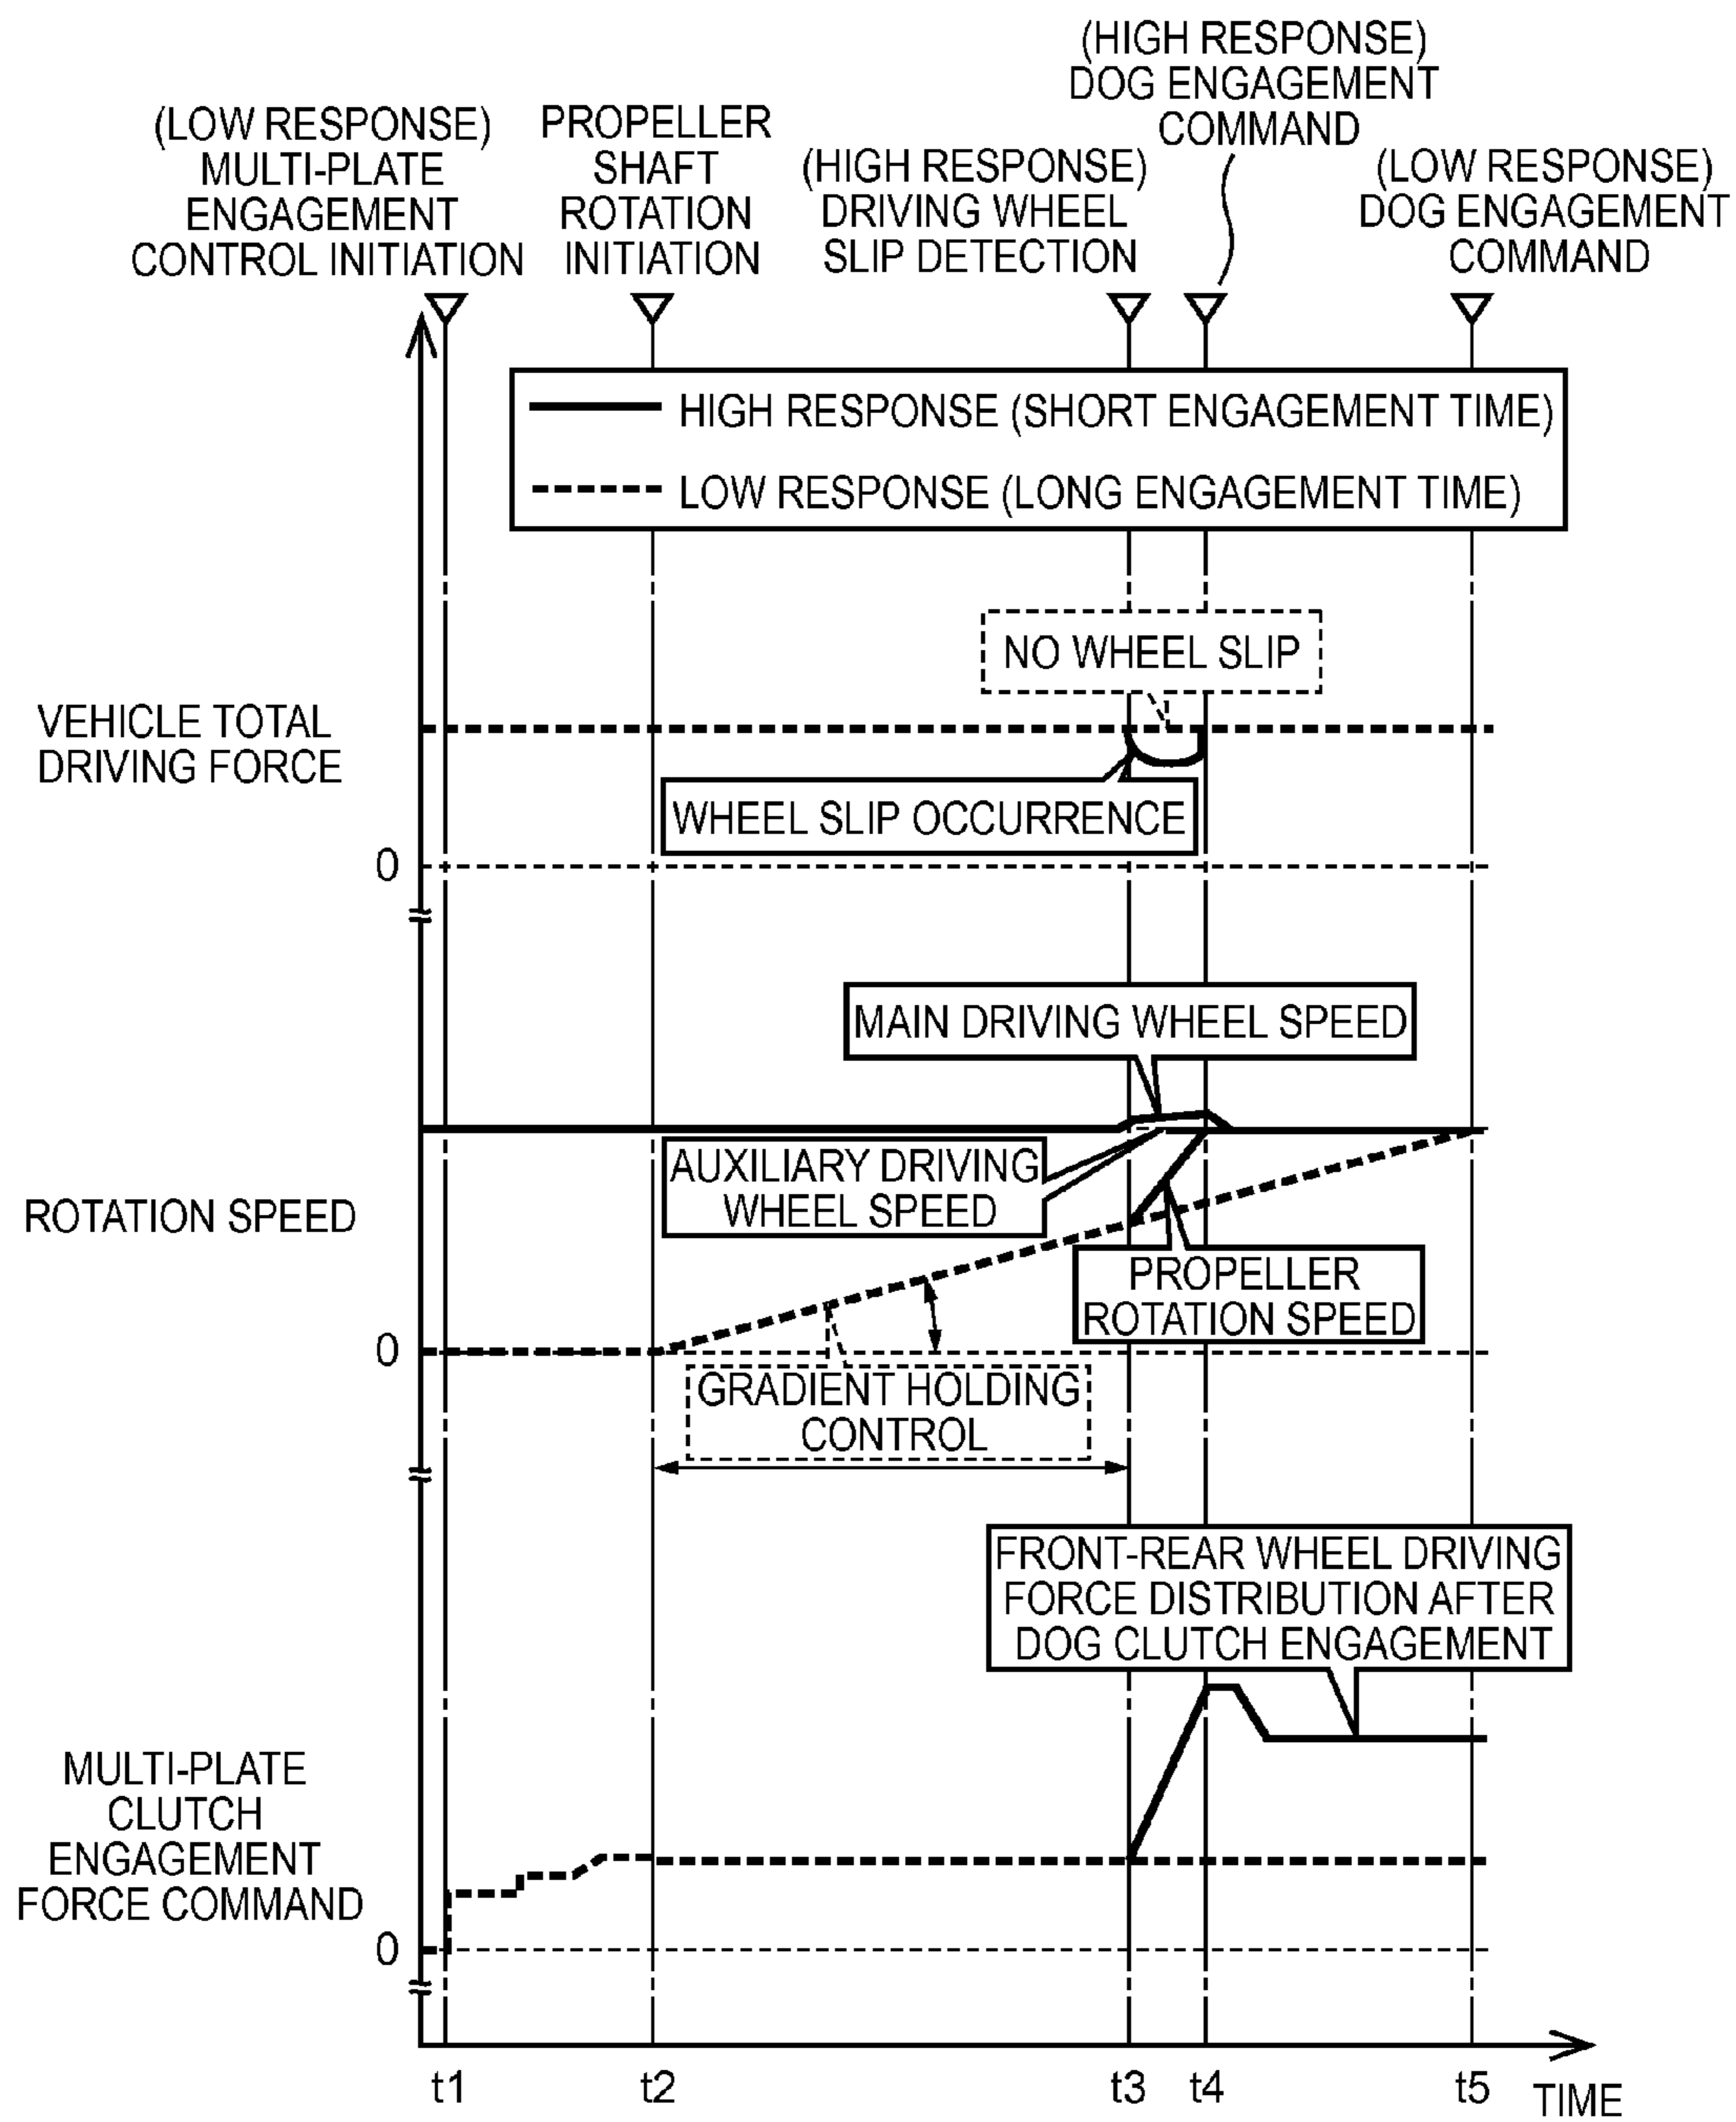 (HIGH RESPONSE)
DOG ENGAGEMENT
COMMAND
(LOW RESPONSE)
MULTI-PLATE
ENGAGEMENT
CONTROL INITIATION
PROPELLER
SHAFT
ROTATION
INITIATION
(HIGH RESPONSE)
DRIVING WHEEL
SLIP DETECTION
(LOW RESPONSE)
DOG ENGAGEMENT
COMMAND
HIGH RESPONSE (SHORT ENGAGEMENT TIME)
LOW RESPONSE (LONG ENGAGEMENT TIME)
NO WHEEL SLIP
VEHICLE TOTAL
DRIVING FORCE
WHEEL SLIP OCCURRENCE
0
MAIN DRIVING WHEEL SPEED
AUXILIARY DRIVING
WHEEL SPEED
ROTATION SPEED
PROPELLER
ROTATION SPEED
0
GRADIENT HOLDING
CONTROL
FRONT-REAR WHEEL DRIVING
FORCE DISTRIBUTION AFTER
DOG CLUTCH ENGAGEMENT
MULTI-PLATE
CLUTCH
ENGAGEMENT
FORCE COMMAND
0
t1 t2 t3 t4 t5 TIME